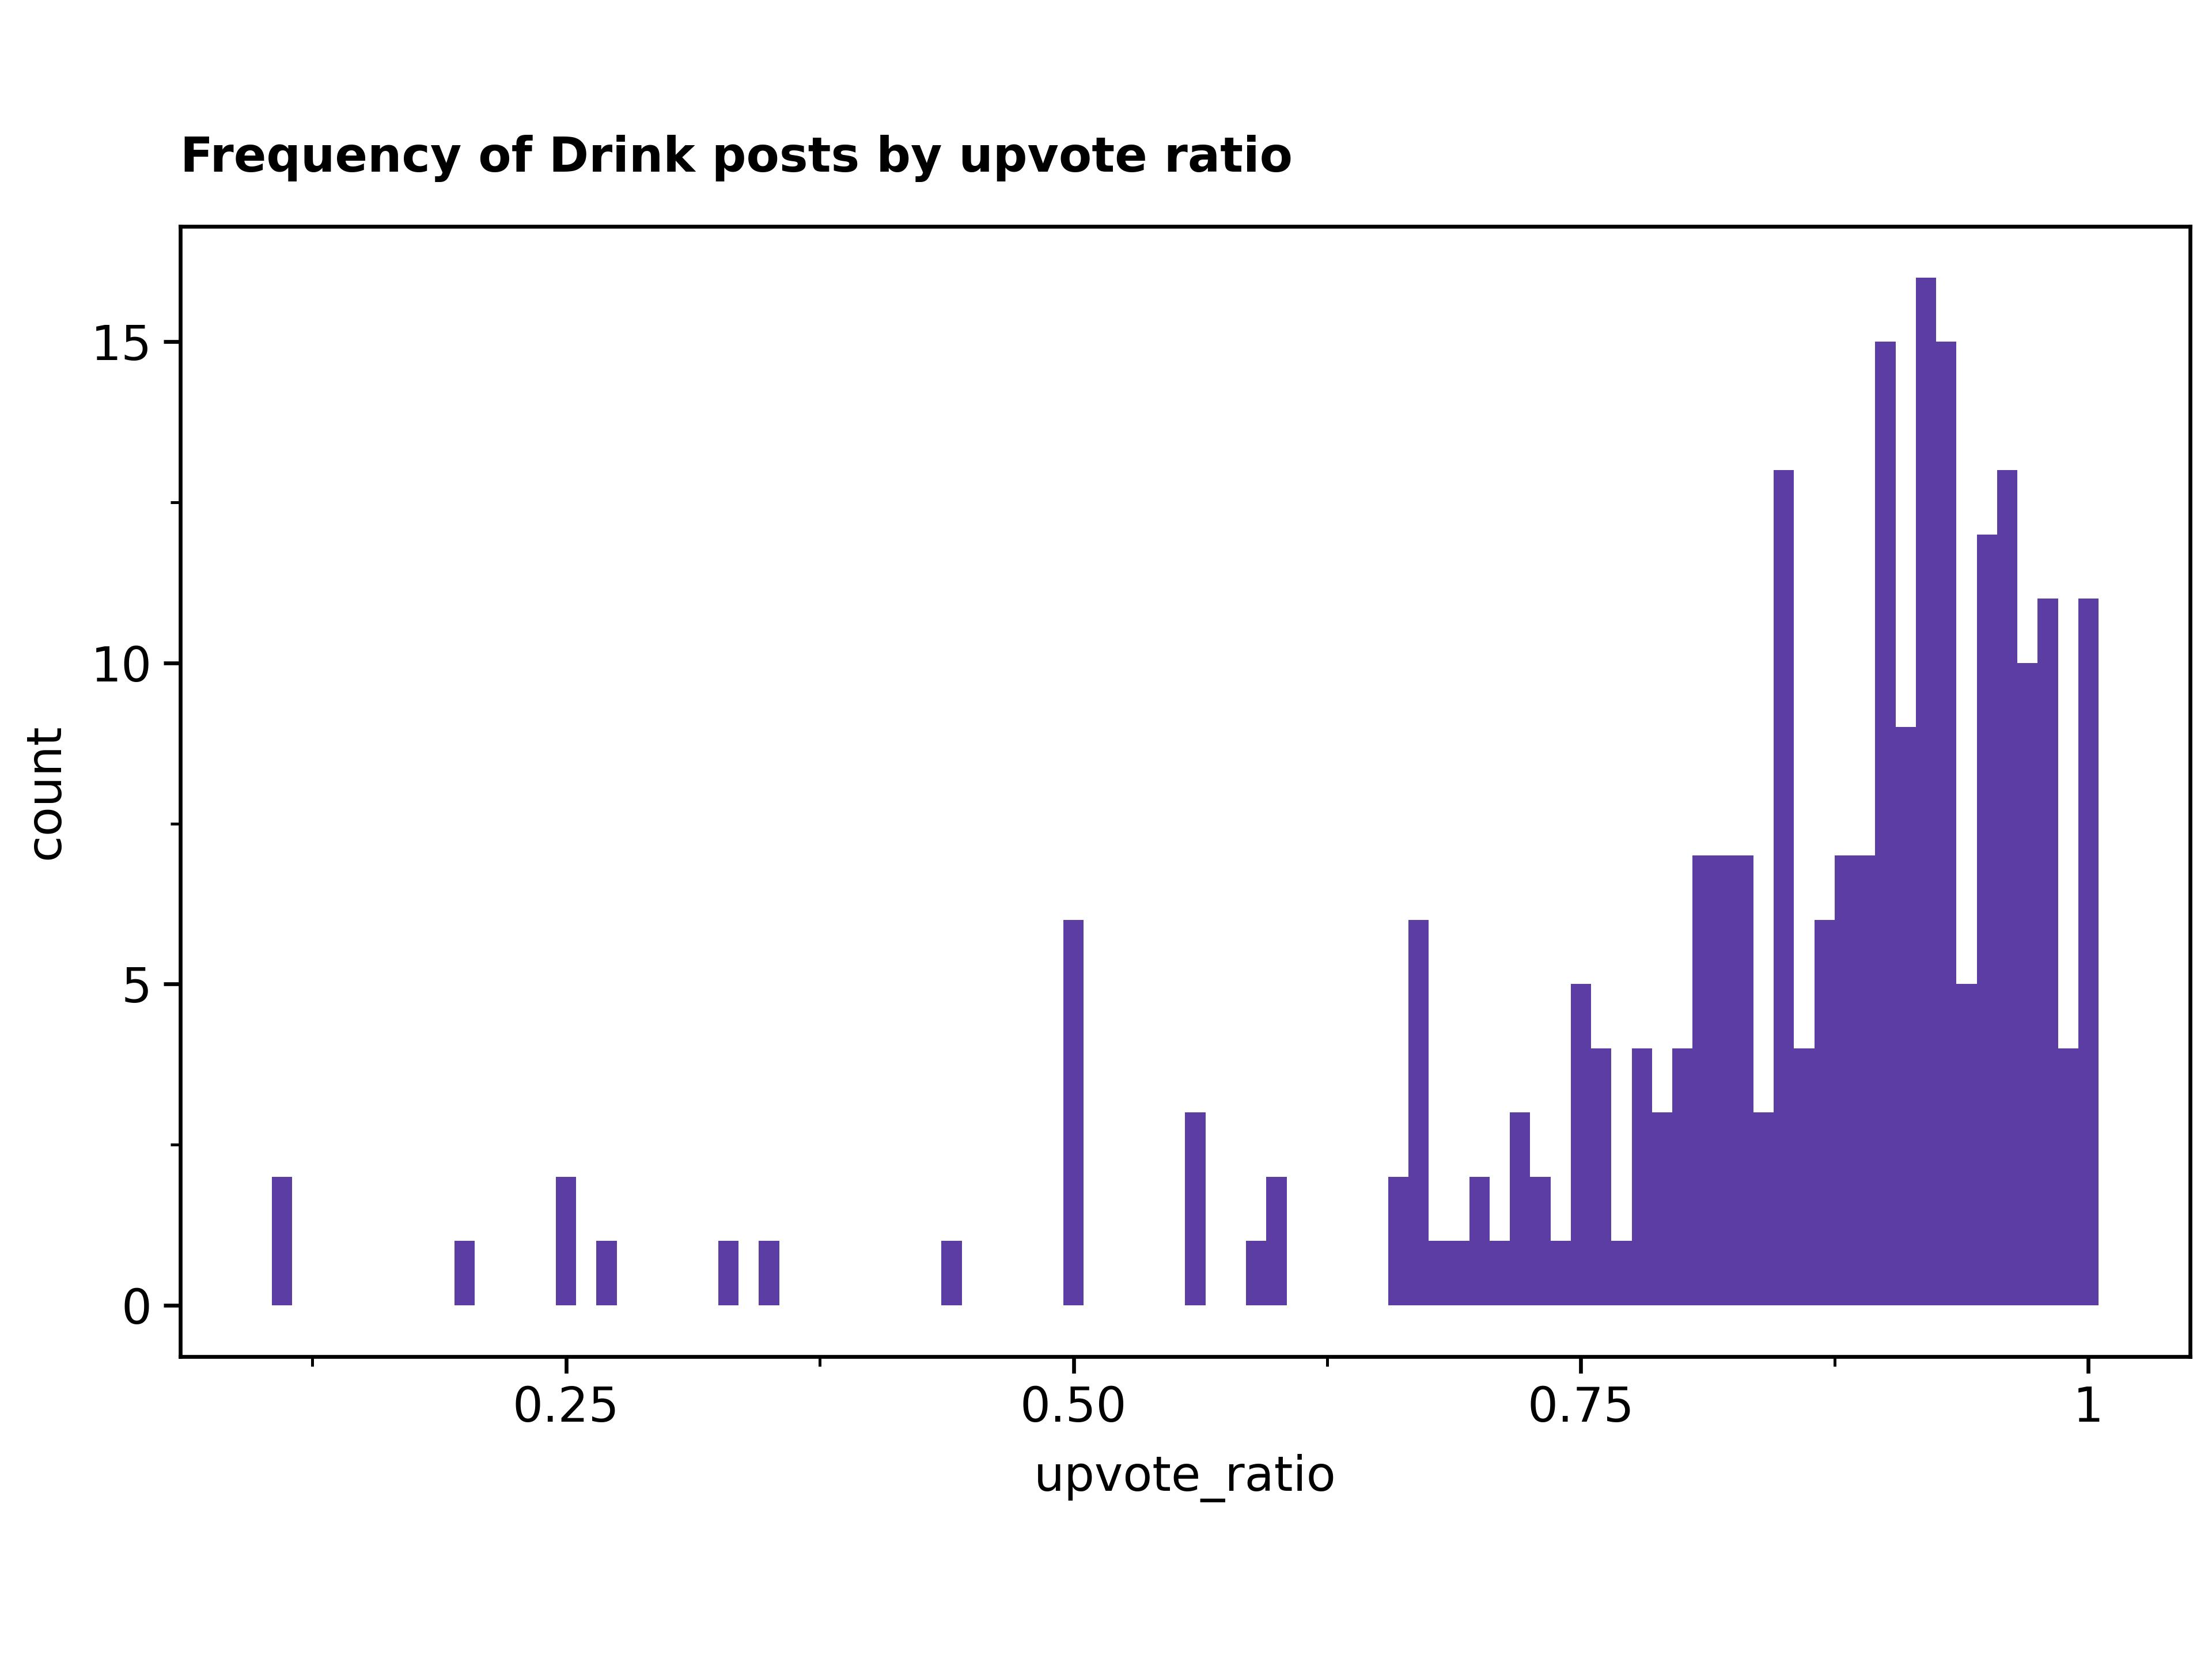 Frequency of Drink posts by upvote ratio
15
10
5
0
count
0.25 0.50 0.75 1
upvote_ratio